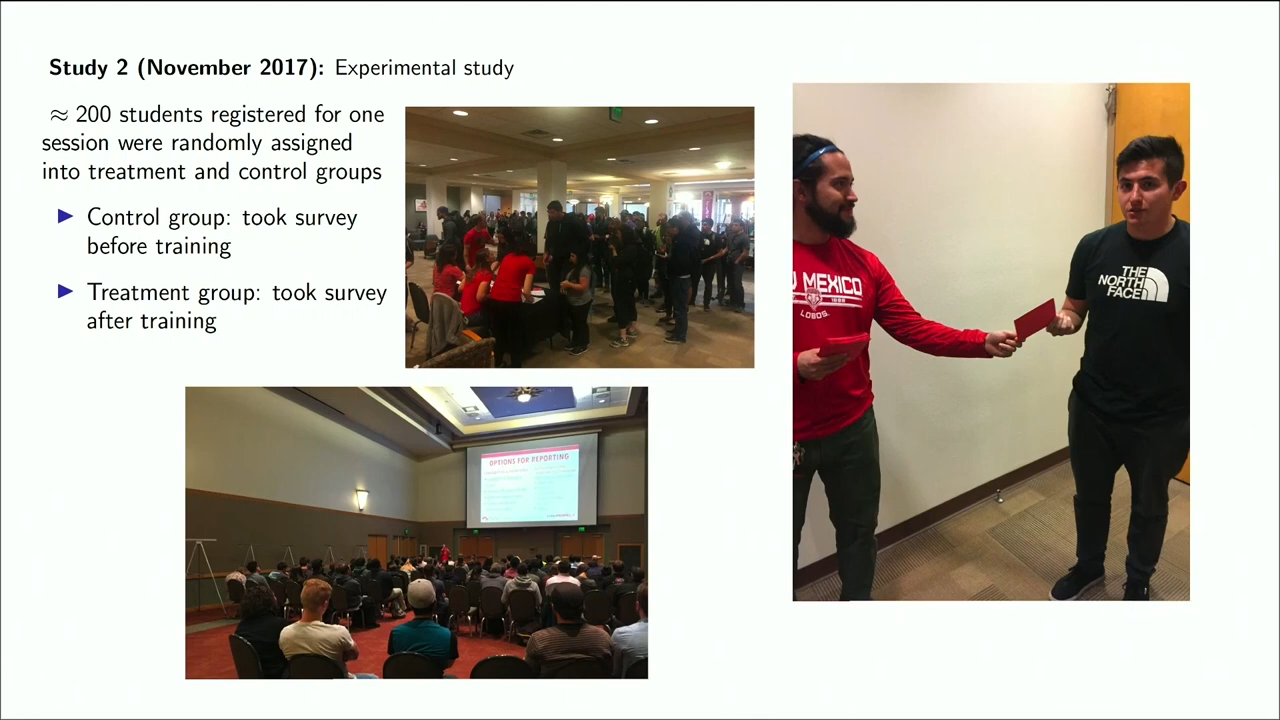 Study 2 (November 2017): Experimental study
≈ 200 students registered for one
session were randomly assigned
into treatment and control groups
Control group: took survey
before training
Treatment group: took survey
after training
OPTIONS FOR REPORTING
MEXICO
LOBOS
THE
NORTH
FACE